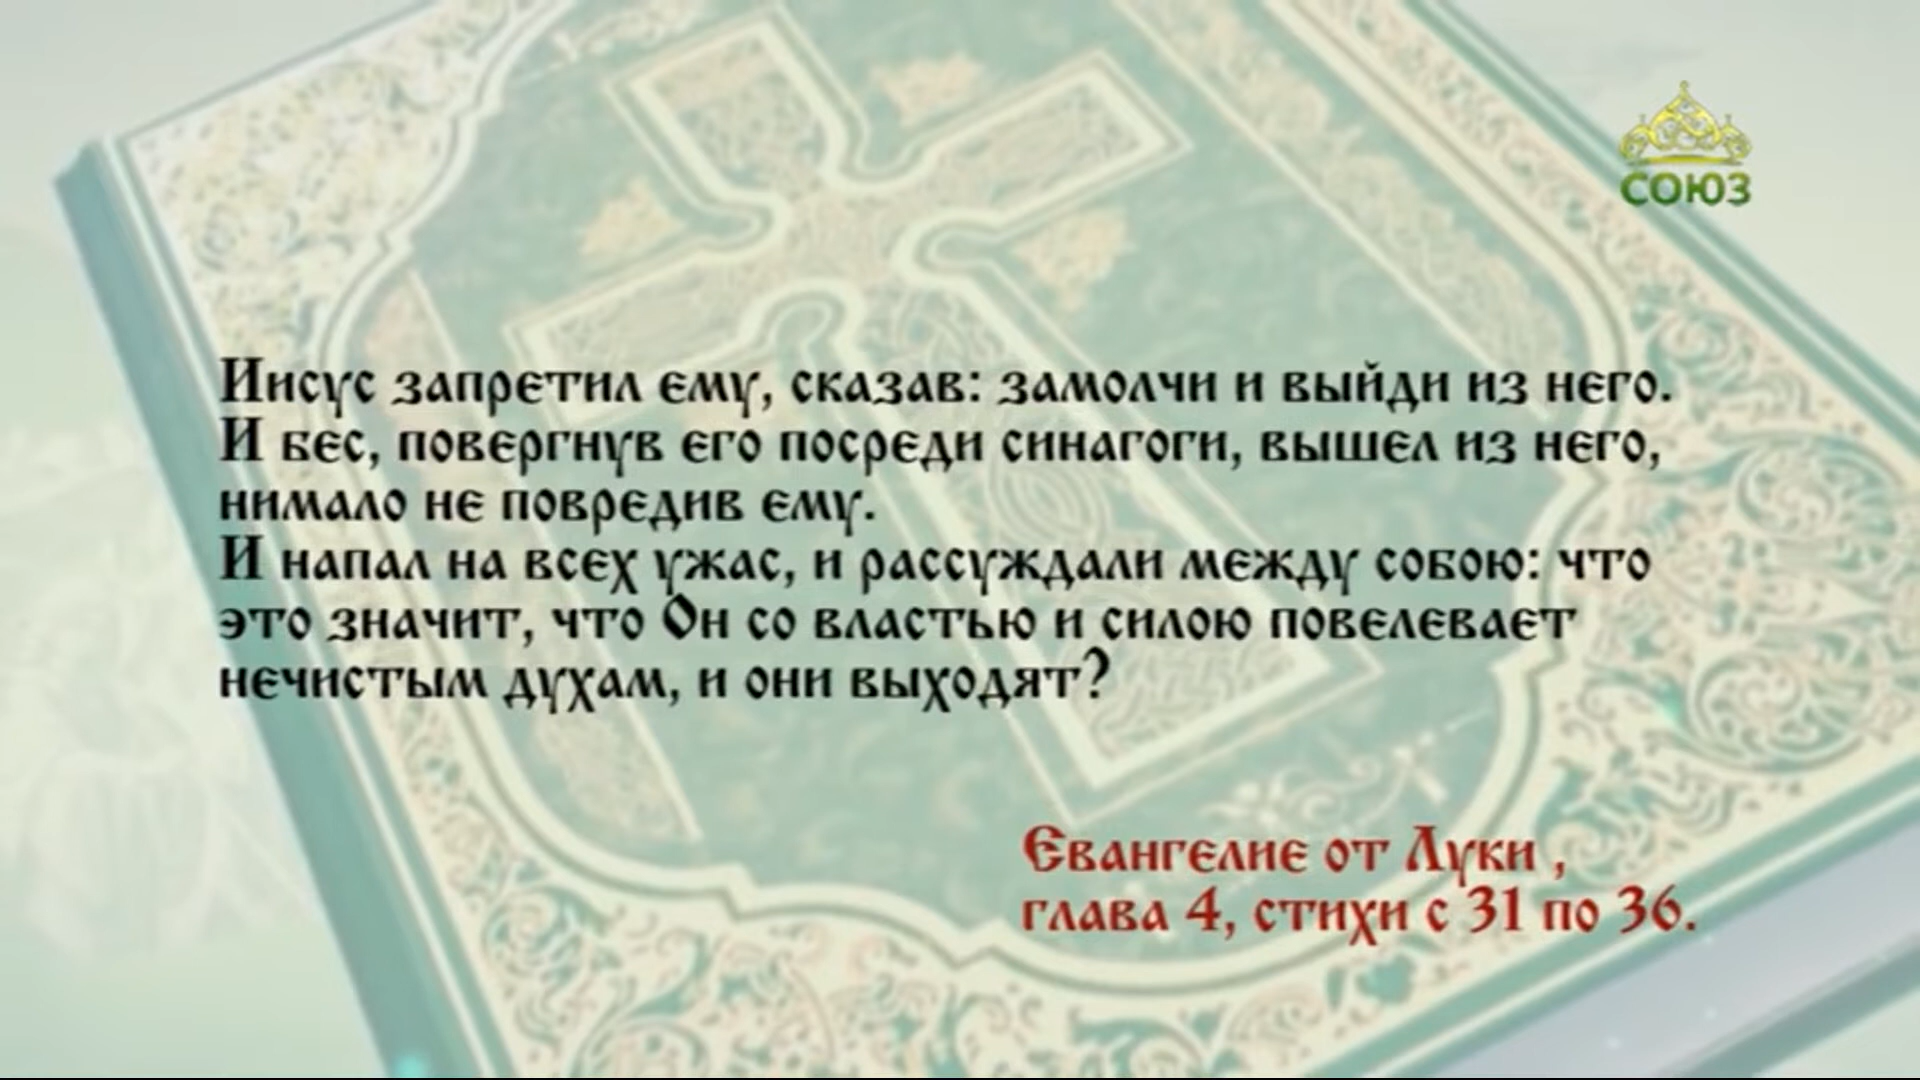 СОЮЗ
Иисус запретил ему, сказав: замолчи и выйди из него.
И бес, повергнув его посреди синагоги, вышел из него,
нимало не повредив ему.
И напал на всех ужас, и рассуждали между собою: что
это значит, что Он со властью и силою повелевает
нечистым духам, и они выходят?
Евангелие от Луки ,
глава 4, стихи с 31 по 36.